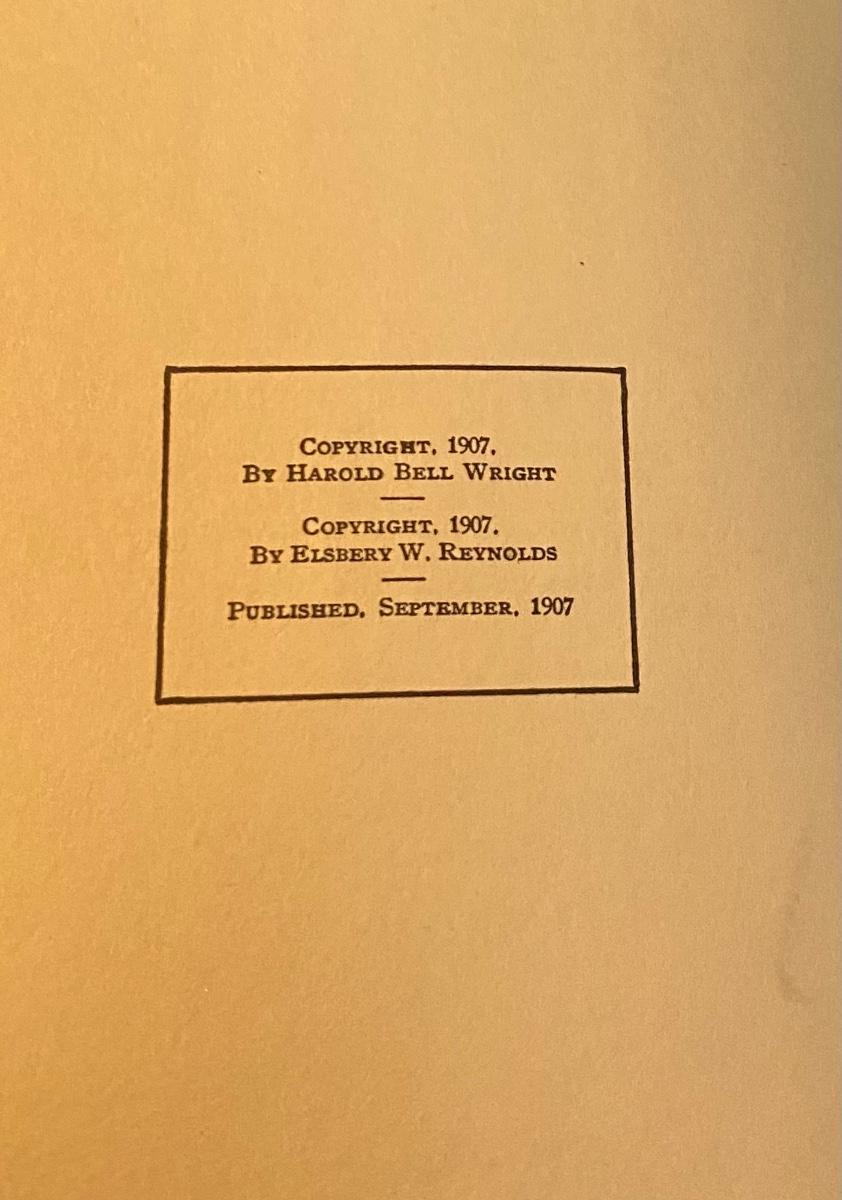 Copyright, 1907,
By Harold Bell Wright
Copyright, 1907,
By Elsbery W. Reynolds
Published, September, 1907